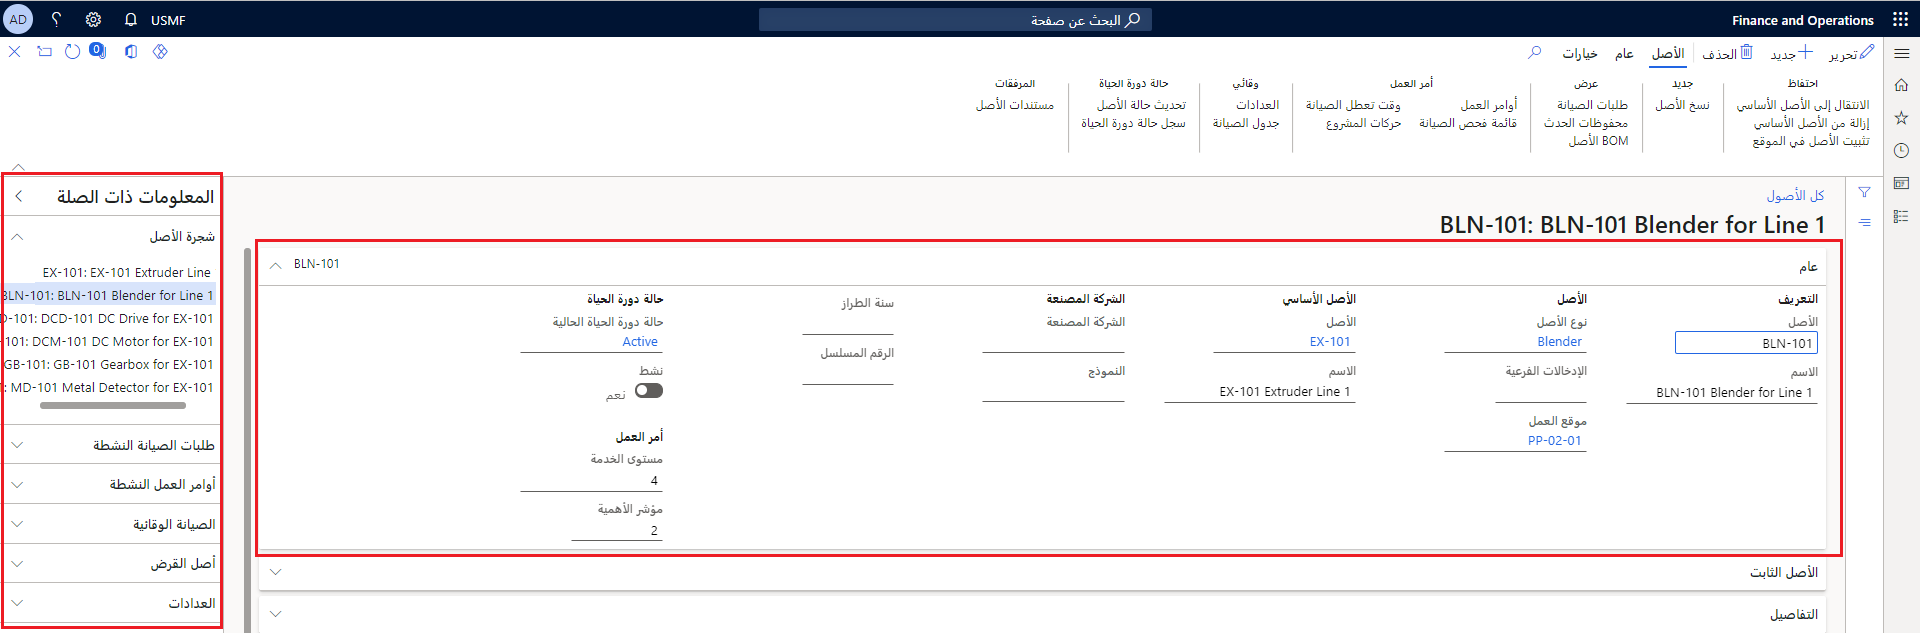 Finance and Operations
البحث عن صفحة
USMF
AD
تحرير
جديد
الحذف
الأصل
عام
خيارات
0
احتفاظ
الانتقال إلى الأصل الأساسي
إزالة من الأصل الأساسي
تثبيت الأصل في الموقع
جديد
نسخ الأصل
عرض
طلبات الصيانة
محفوظات الحدث
BOM الأصل
أمر العمل
أوامر العمل
قائمة فحص الصيانة
وقت تعطل الصيانة
حركات المشروع
وقائي
العدادات
جدول الصيانة
حالة دورة الحياة
تحديث حالة الأصل
سجل حالة دورة الحياة
المرفقات
مستندات الأصل
كل الأصول
BLN-101: BLN-101 Blender for Line 1
عام
BLN-101
التعريف
الأصل
BLN-101
الاسم
BLN-101 Blender for Line 1
الأصل
نوع الأصل
Blender
الإدخالات الفرعية
موقع العمل
PP-02-01
الأصل الأساسي
الأصل
EX-101
الاسم
EX-101 Extruder Line 1
الشركة المصنعة
الشركة المصنعة
النموذج
سنة الطراز
الرقم المسلسل
حالة دورة الحياة
حالة دورة الحياة الحالية
Active
نشط
نعم
أمر العمل
مستوى الخدمة
4
مؤشر الأهمية
2
الأصل الثابت
التفاصيل
المعلومات ذات الصلة
شجرة الأصل
EX-101: EX-101 Extruder Line
BLN-101: BLN-101 Blender for Line 1
D-101: DCD-101 DC Drive for EX-101
-101: DCM-101 DC Motor for EX-101
GB-101: GB-101 Gearbox for EX-101
: MD-101 Metal Detector for EX-101
طلبات الصيانة النشطة
أوامر العمل النشطة
الصيانة الوقائية
أصل القرض
العدادات